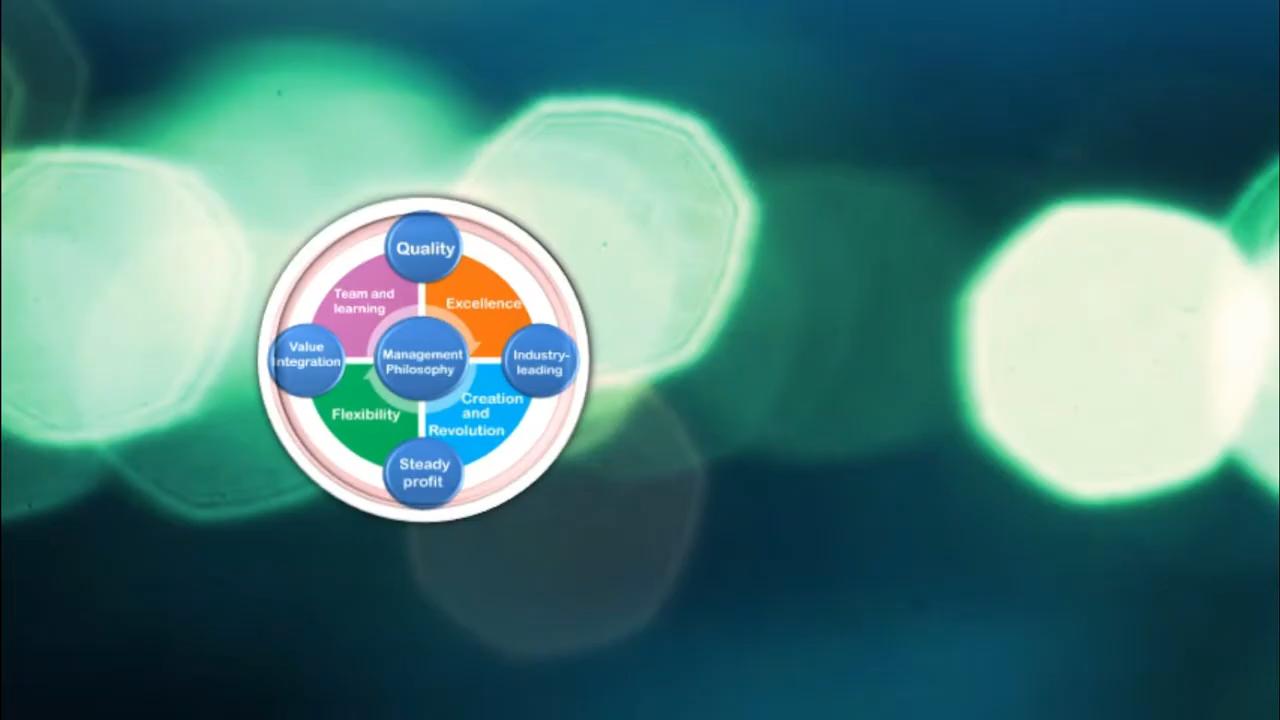 Quality
Team and
learning
Excellence
Value
Integration
Management
Philosophy
Industry-
leading
Flexibility
Creation
and
Revolution
Steady
profit